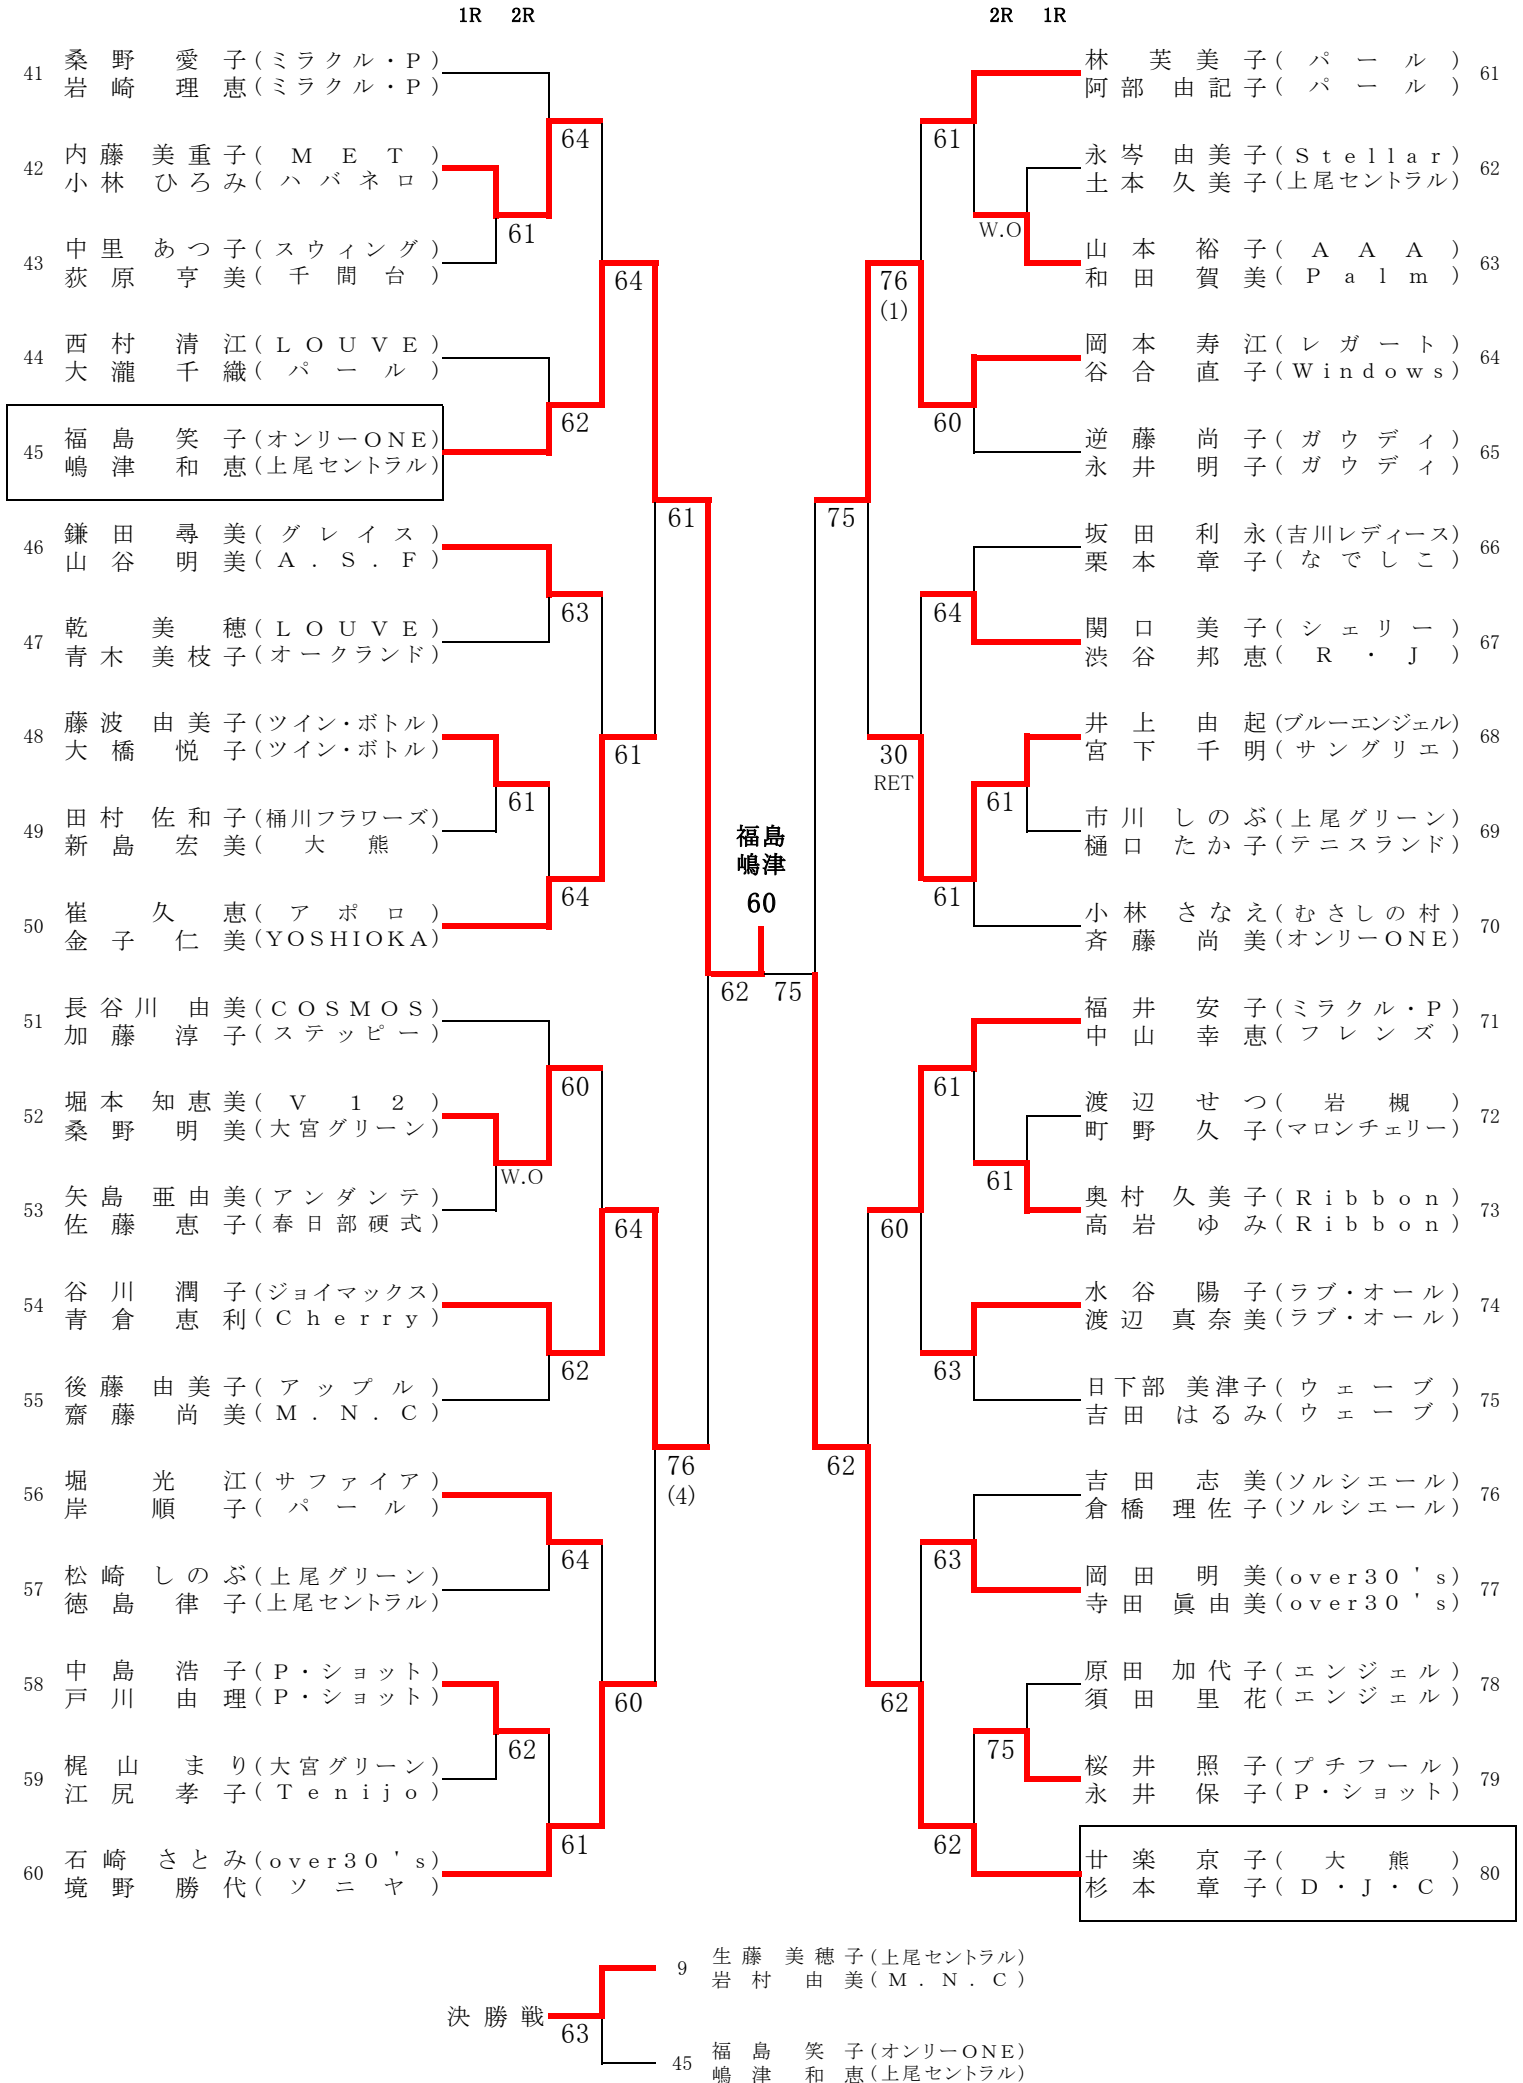 1R 2R
2R 1R
41 桑野 愛子(ミラクル・P)
岩崎 理恵(ミラクル・P)
42 内藤 美重子(MET)
小林 ひろみ(ハバネロ)
43 中里 あつ子(スウィング)
荻原 亨美(千間台)
44 西村 清江(LOUVE)
大瀧 千織(パール)
45 福島 笑子(オンリーONE)
嶋津 和恵(上尾セントラル)
46 鎌田 尋美(グレイス)
山谷 明美(A.S.F)
47 乾 美穂(LOUVE)
青木 美枝子(オークランド)
48 藤波 由美子(ツイン・ボトル)
大橋 悦子(ツイン・ボトル)
49 田村 佐和子(桶川フラワーズ)
新島 宏美(大熊)
50 崔 久恵(アポロ)
金子 仁美(YOSHIOKA)
51 長谷川 由美(COSMOS)
加藤 淳子(ステッピー)
52 堀本 知恵美(V12)
桑野 明美(大宮グリーン)
53 矢島 亜由美(アンダンテ)
佐藤 恵子(春日部硬式)
54 谷川 潤子(ジョイマックス)
青倉 恵利(Cherry)
55 後藤 由美子(アップル)
齋藤 尚美(M.N.C)
56 堀 光江(サファイア)
岸 順子(パール)
57 松崎 しのぶ(上尾グリーン)
徳島 律子(上尾セントラル)
58 中島 浩子(P・ショット)
戸川 由理(P・ショット)
59 梶山 まり(大宮グリーン)
江尻 孝子(Tenijo)
60 石崎 さとみ(over30's)
境野 勝代(ソニヤ)
61
61
W.O
62
64
62
63
64
60
62
64
61
64
61
64
60
61
76
(4)
62
福島
嶋津
60
75
75
62
76
(1)
30
RET
60
62
61
60
64
61
61
63
63
62
W.O
61
61
75
林 芙美子(パール) 61
阿部 由記子(パール)
永岑 由美子(Stellar) 62
土本 久美子(上尾セントラル)
山本 裕子(AAA) 63
和田 賀美(Palm)
岡本 寿江(レガート) 64
谷合 直子(Windows)
逆藤 尚子(ガウディ) 65
永井 明子(ガウディ)
坂田 利永(吉川レディース) 66
栗本 章子(なでしこ)
関口 美子(シェリー) 67
渋谷 邦恵(R・J)
井上 由起(ブルーエンジェル) 68
宮下 千明(サングリエ)
市川 しのぶ(上尾グリーン) 69
樋口 たか子(テニスランド)
小林 さなえ(むさしの村) 70
斉藤 尚美(オンリーONE)
福井 安子(ミラクル・P) 71
中山 幸恵(フレンズ)
渡辺 せつ(岩槻) 72
町野 久子(マロンチェリー)
奥村 久美子(Ribbon) 73
高岩 ゆみ(Ribbon)
水谷 陽子(ラブ・オール) 74
渡辺 真奈美(ラブ・オール)
日下部 美津子(ウェーブ) 75
吉田 はるみ(ウェーブ)
吉田 志美(ソルシエール) 76
倉橋 理佐子(ソルシエール)
岡田 明美(over30's) 77
寺田 眞由美(over30's)
原田 加代子(エンジェル) 78
須田 里花(エンジェル)
桜井 照子(プチフール) 79
永井 保子(P・ショット)
廿楽 京子(大熊) 80
杉本 章子(D・J・C)
決勝戦
63
9 生藤 美穂子(上尾セントラル)
岩村 由美(M.N.C)
45 福島 笑子(オンリーONE)
嶋津 和恵(上尾セントラル)